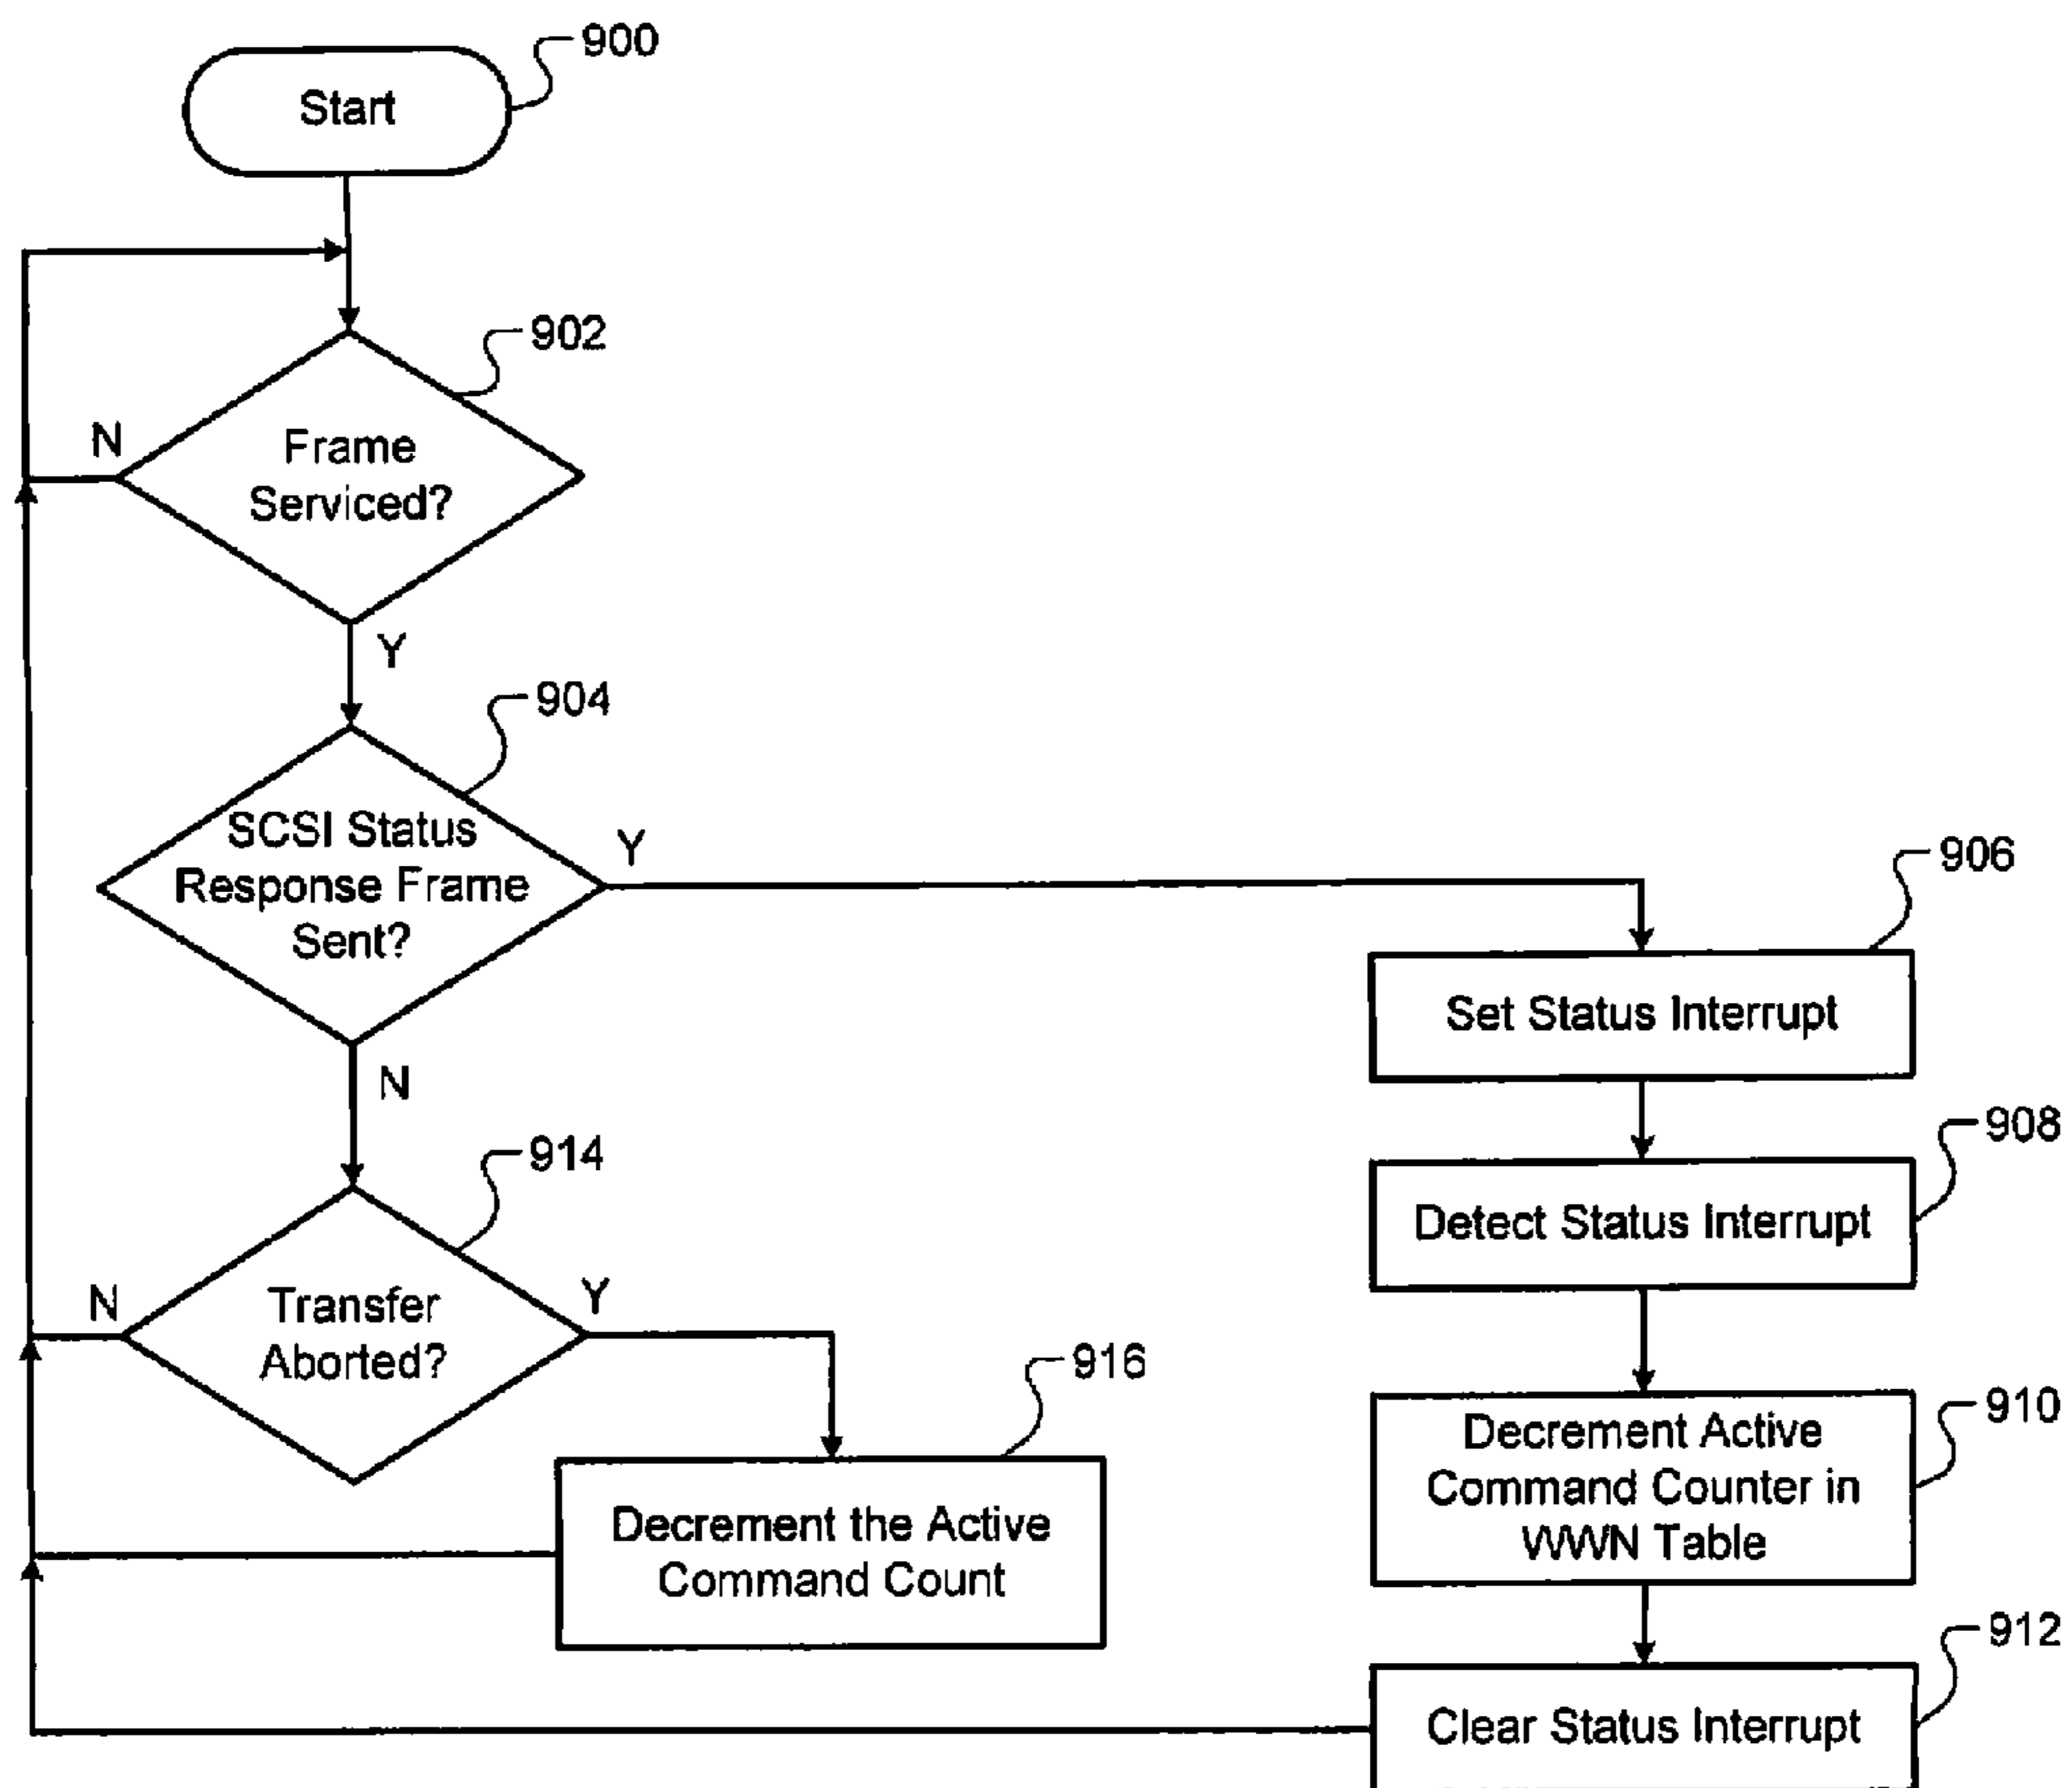 900
Start
902
N
Frame
Serviced?
Y
904
SCSI Status
Response Frame
Sent?
Y
N
906
Set Status Interrupt
908
Detect Status Interrupt
914
N
Transfer
Aborted?
Y
916
Decrement the Active
Command Count
910
Decrement Active
Command Counter in
WWN Table
912
Clear Status Interrupt